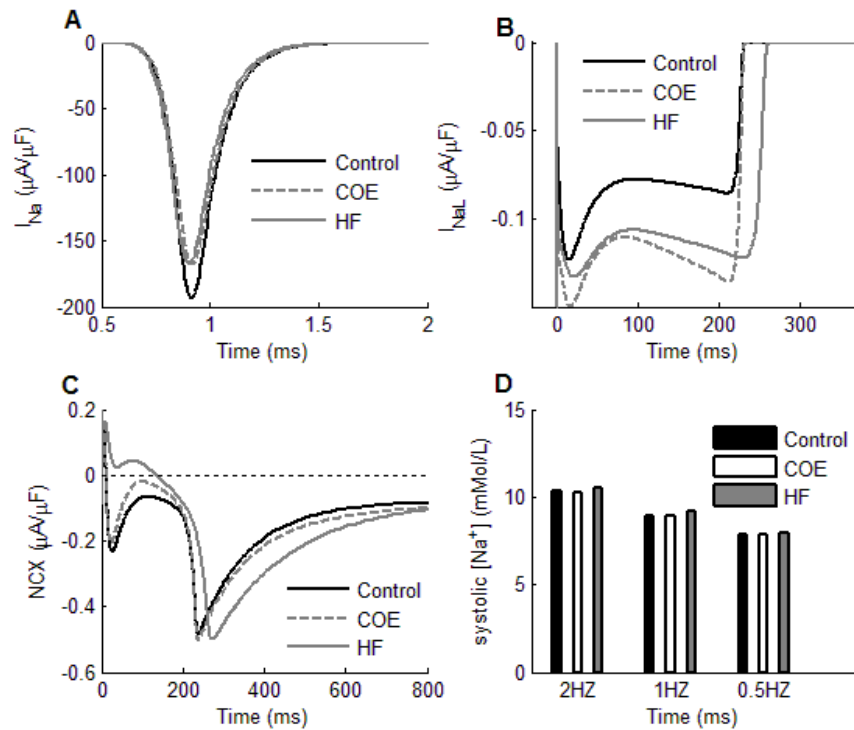 A
0
-50
-100
-150
-200
I_Na (µA/µF)
Control
COE
HF
0.5
1
1.5
2
Time (ms)
B
0
-0.05
-0.1
I_NaL (µA/µF)
Control
COE
HF
0
100
200
300
Time (ms)
C
0.2
0
-0.2
-0.4
-0.6
NCX (µA/µF)
Control
COE
HF
0
200
400
600
800
Time (ms)
D
15
10
5
0
systolic [Na⁺] (mMol/L)
Control
COE
HF
2HZ
1HZ
0.5HZ
Time (ms)